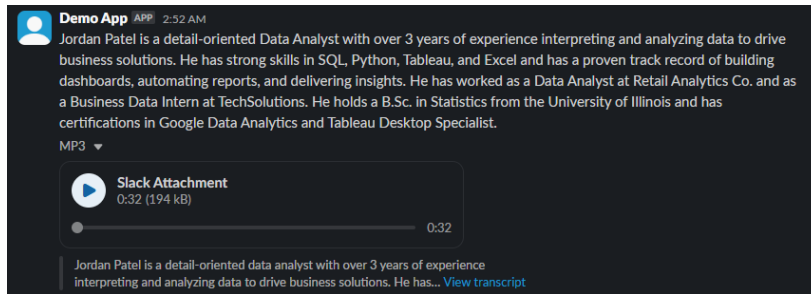 Demo App APP 2:52 AM
Jordan Patel is a detail-oriented Data Analyst with over 3 years of experience interpreting and analyzing data to drive
business solutions. He has strong skills in SQL, Python, Tableau, and Excel and has a proven track record of building
dashboards, automating reports, and delivering insights. He has worked as a Data Analyst at Retail Analytics Co. and as
a Business Data Intern at TechSolutions. He holds a B.Sc. in Statistics from the University of Illinois and has
certifications in Google Data Analytics and Tableau Desktop Specialist.
MP3
Slack Attachment
0:32 (194 kB)
0:32
Jordan Patel is a detail-oriented data analyst with over 3 years of experience
interpreting and analyzing data to drive business solutions. He has... View transcript